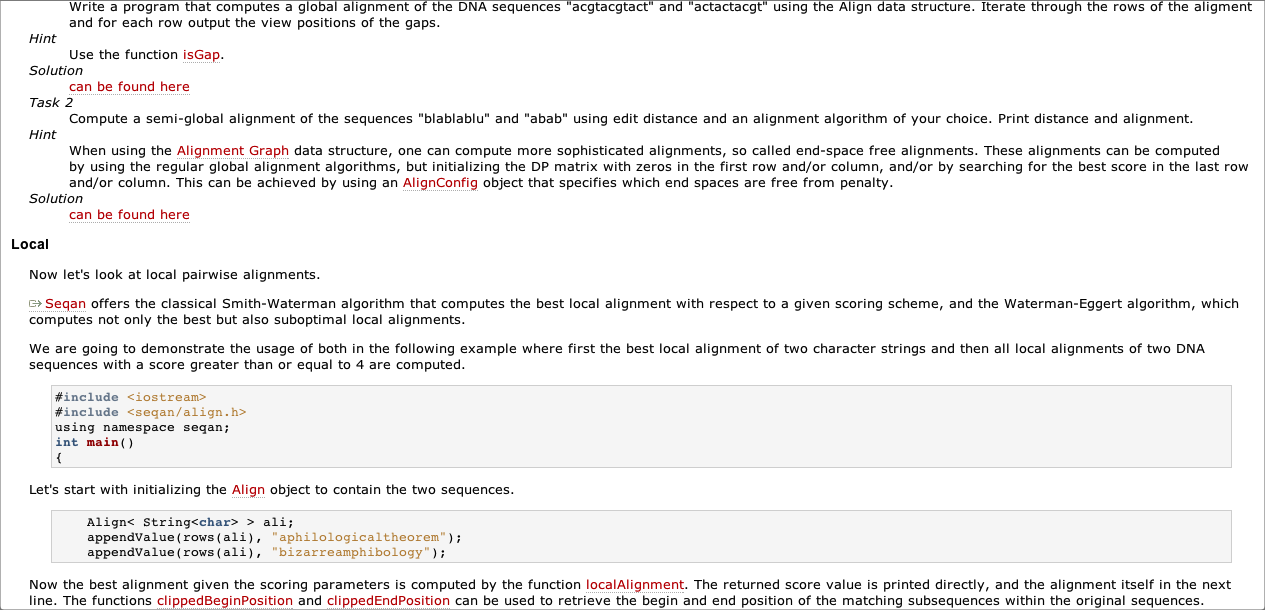 Write a program that computes a global alignment of the DNA sequences "acgtacgtact" and "actactacgt" using the Align data structure. Iterate through the rows of the aligment
and for each row output the view positions of the gaps.
Hint
Use the function isGap.
Solution
can be found here
Task 2
Compute a semi-global alignment of the sequences "blablablu" and "abab" using edit distance and an alignment algorithm of your choice. Print distance and alignment.
Hint
When using the Alignment Graph data structure, one can compute more sophisticated alignments, so called end-space free alignments. These alignments can be computed
by using the regular global alignment algorithms, but initializing the DP matrix with zeros in the first row and/or column, and/or by searching for the best score in the last row
and/or column. This can be achieved by using an AlignConfig object that specifies which end spaces are free from penalty.
Solution
can be found here
Local
Now let's look at local pairwise alignments.
Seqan offers the classical Smith-Waterman algorithm that computes the best local alignment with respect to a given scoring scheme, and the Waterman-Eggert algorithm, which
computes not only the best but also suboptimal local alignments.
We are going to demonstrate the usage of both in the following example where first the best local alignment of two character strings and then all local alignments of two DNA
sequences with a score greater than or equal to 4 are computed.
#include <iostream>
#include <seqan/align.h>
using namespace seqan;
int main()
{
Let's start with initializing the Align object to contain the two sequences.
Align< String<char> > ali;
appendValue(rows(ali), "aphilologicaltheorem");
appendValue(rows(ali), "bizarreamphibology");
Now the best alignment given the scoring parameters is computed by the function localAlignment. The returned score value is printed directly, and the alignment itself in the next
line. The functions clippedBeginPosition and clippedEndPosition can be used to retrieve the begin and end position of the matching subsequences within the original sequences.